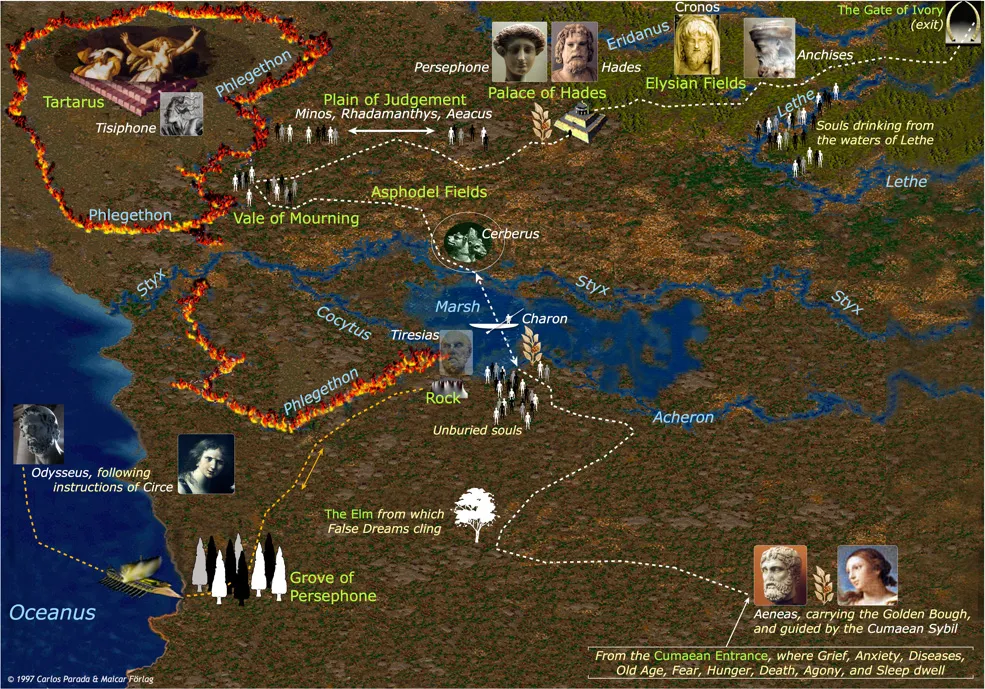 Cronos
The Gate of Ivory
(exit)
Eridanus
Phlegethon
Persephone
Hades
Anchises
Elysian Fields
Tartarus
Palace of Hades
Plain of Judgement
Minos, Rhadamanthys, Aeacus
Lethe
Tisiphone
Souls drinking from
the waters of Lethe
Lethe
Asphodel Fields
Phlegethon
Vale of Mourning
Cerberus
Styx
Styx
Styx
Marsh
Cocytus
Charon
Tiresias
Phlegethon
Rock
Acheron
Unburied souls
Odysseus, following
instructions of Circe
The Elm from which
False Dreams cling
Grove of
Persephone
Oceanus
Aeneas, carrying the Golden Bough,
and guided by the Cumaean Sybil
From the Cumaean Entrance, where Grief, Anxiety, Diseases,
Old Age, Fear, Hunger, Death, Agony, and Sleep dwell
© 1997 Carlos Parada & Malcar Förlag